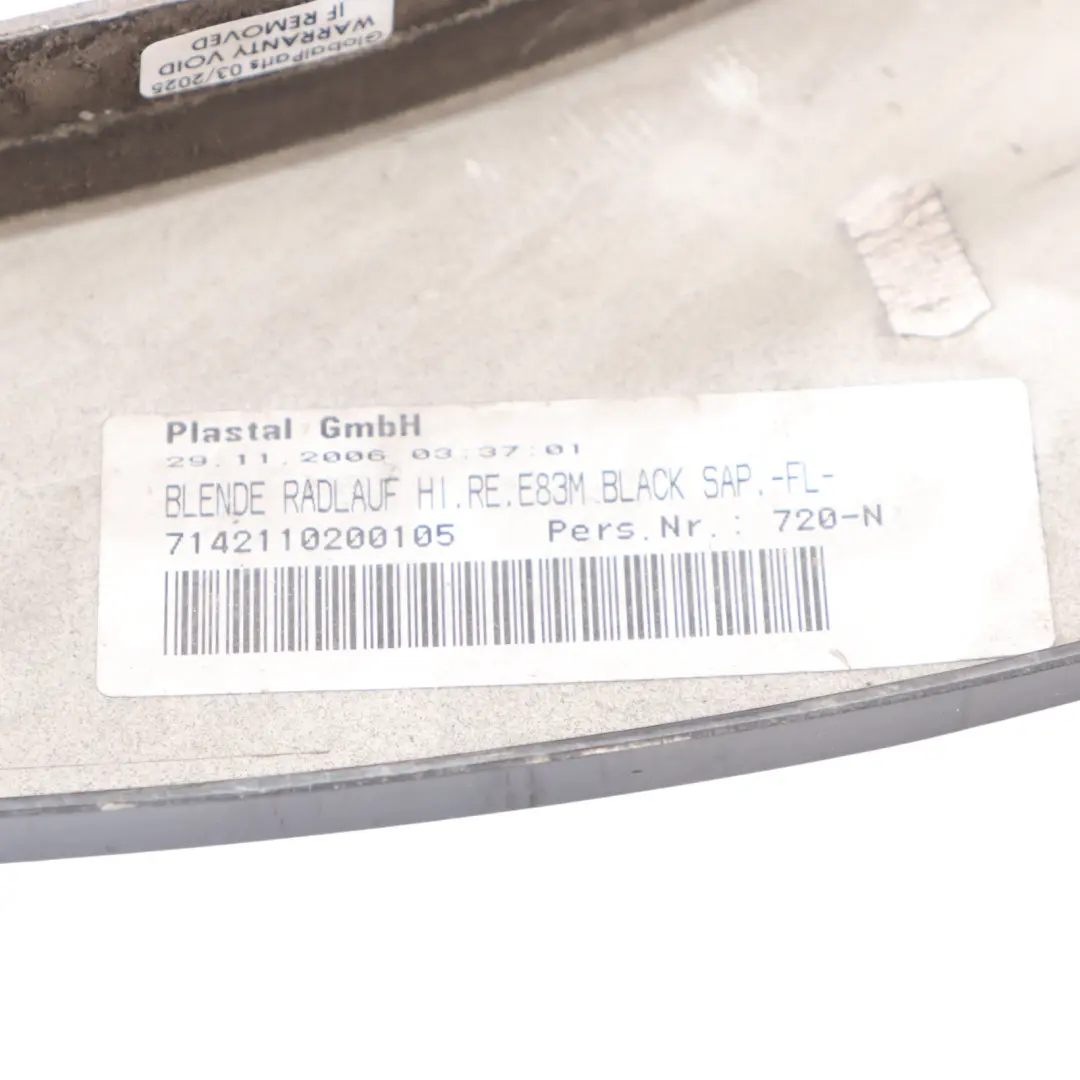 GlobalParts 03/2025
WARRANTY VOID
IF REMOVED
Plastal GmbH
29.11.2006 03:37:01
BLENDE RADLAUF HI.RE.E83M BLACK SAP.-FL-
7142110200105 Pers.Nr.: 720-N